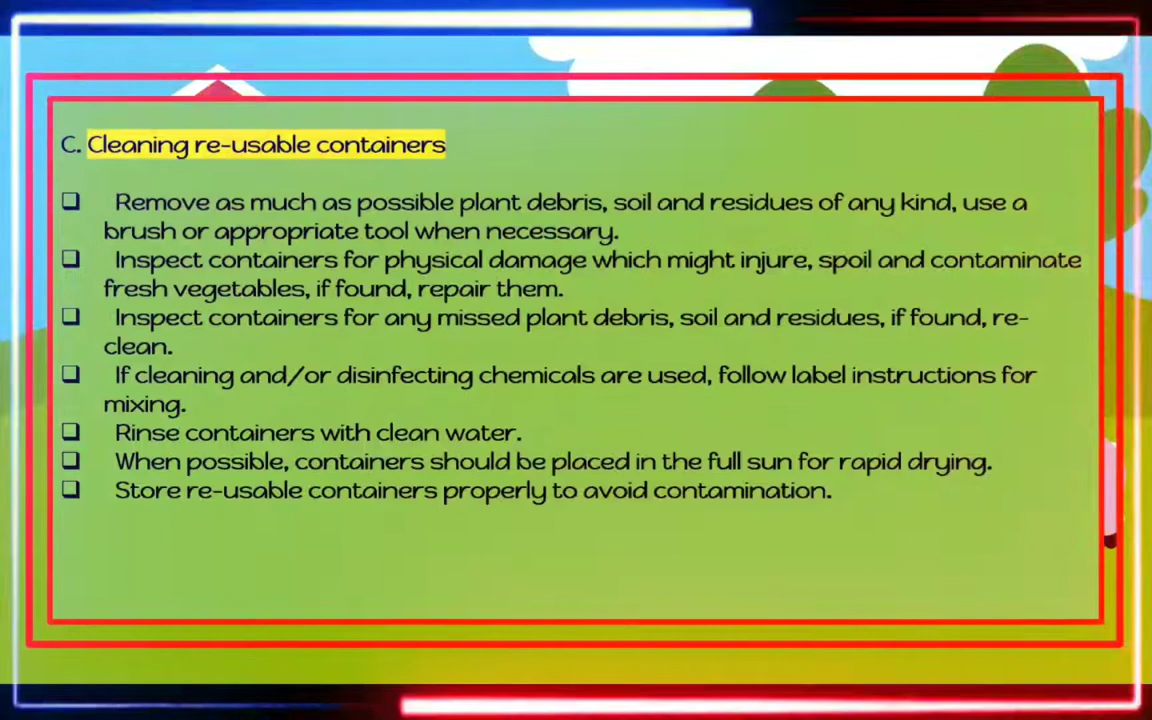 C. Cleaning re-usable containers
❑ Remove as much as possible plant debris, soil and residues of any kind, use a
brush or appropriate tool when necessary.
❑ Inspect containers for physical damage which might injure, spoil and contaminate
fresh vegetables, if found, repair them.
❑ Inspect containers for any missed plant debris, soil and residues, if found, re-
clean.
❑ If cleaning and/or disinfecting chemicals are used, follow label instructions for
mixing.
❑ Rinse containers with clean water.
❑ When possible, containers should be placed in the full sun for rapid drying.
❑ Store re-usable containers properly to avoid contamination.